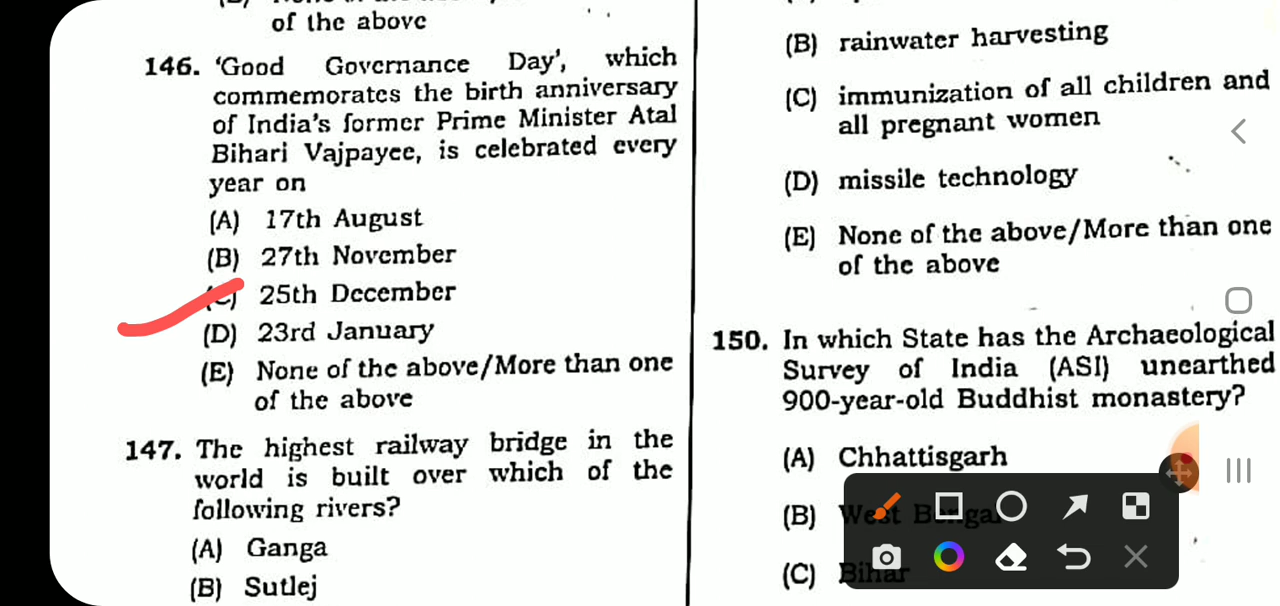 of the above
146. 'Good Governance Day', which
commemorates the birth anniversary
of India's former Prime Minister Atal
Bihari Vajpayee, is celebrated every
year on
(A) 17th August
(B) 27th November
(C) 25th December
(D) 23rd January
(E) None of the above/More than one
of the above
147. The highest railway bridge in the
world is built over which of the
following rivers?
(A) Ganga
(B) Sutlej
(B) rainwater harvesting
(C) immunization of all children and
all pregnant women
(D) missile technology
(E) None of the above/More than one
of the above
150. In which State has the Archaeological
Survey of India (ASI) unearthed
900-year-old Buddhist monastery?
(A) Chhattisgarh
(B) West Bengal
(C) Bihar